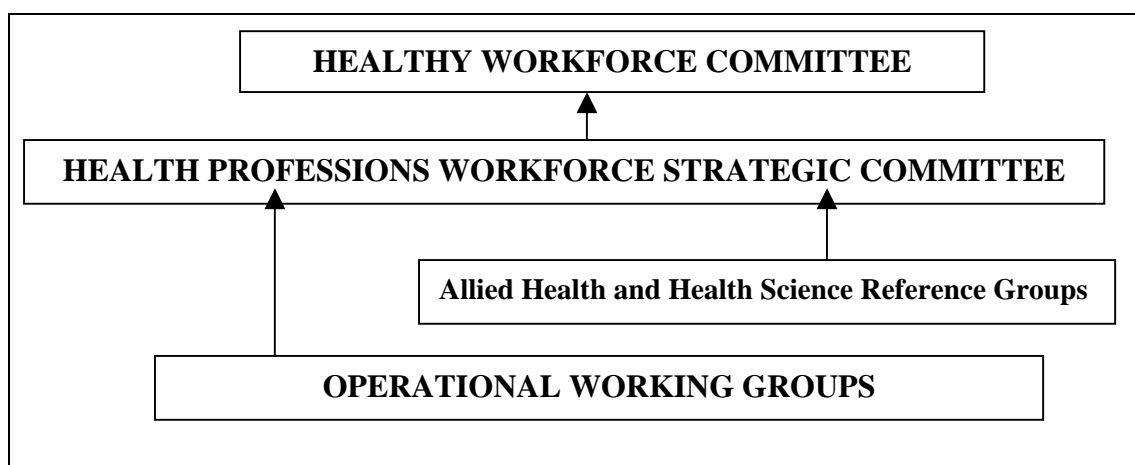 HEALTHY WORKFORCE COMMITTEE
HEALTH PROFESSIONS WORKFORCE STRATEGIC COMMITTEE
Allied Health and Health Science Reference Groups
OPERATIONAL WORKING GROUPS